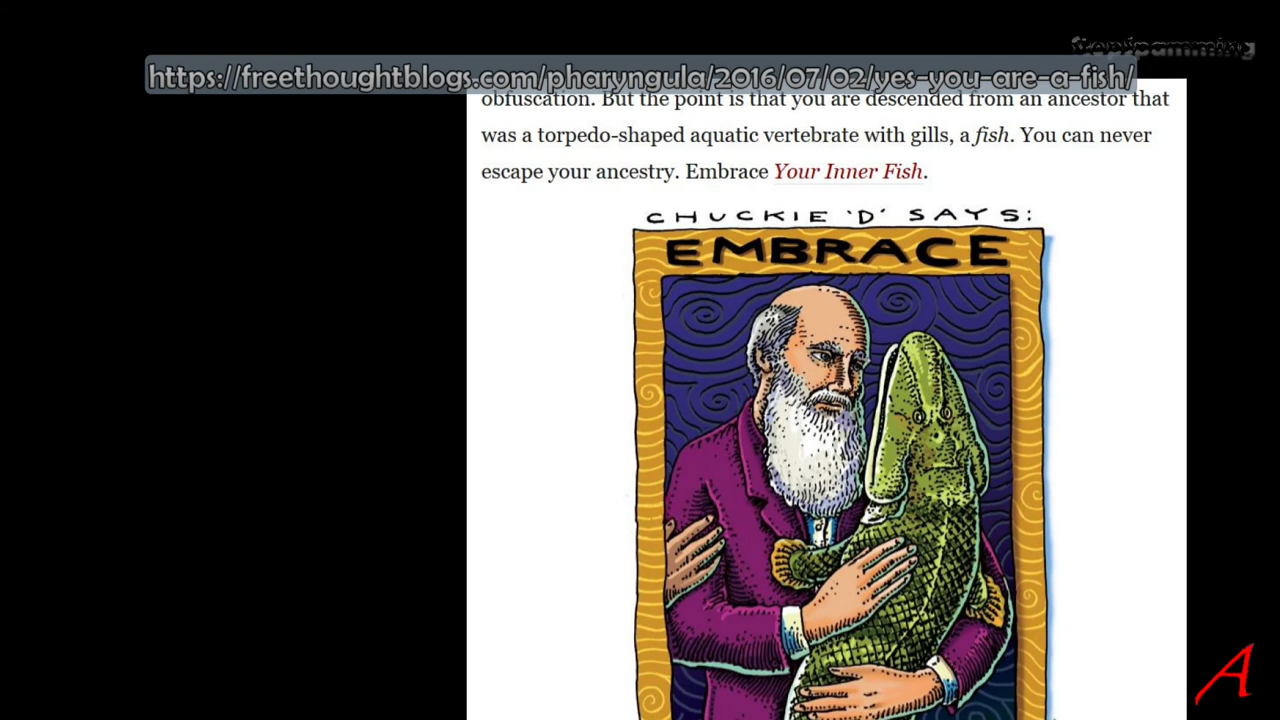 https://freethoughtblogs.com/pharyngula/2016/07/02/yes-you-are-a-fish/
obfuscation. But the point is that you are descended from an ancestor that
was a torpedo-shaped aquatic vertebrate with gills, a fish. You can never
escape your ancestry. Embrace Your Inner Fish.
CHUCKIE 'D' SAYS:
EMBRACE
A